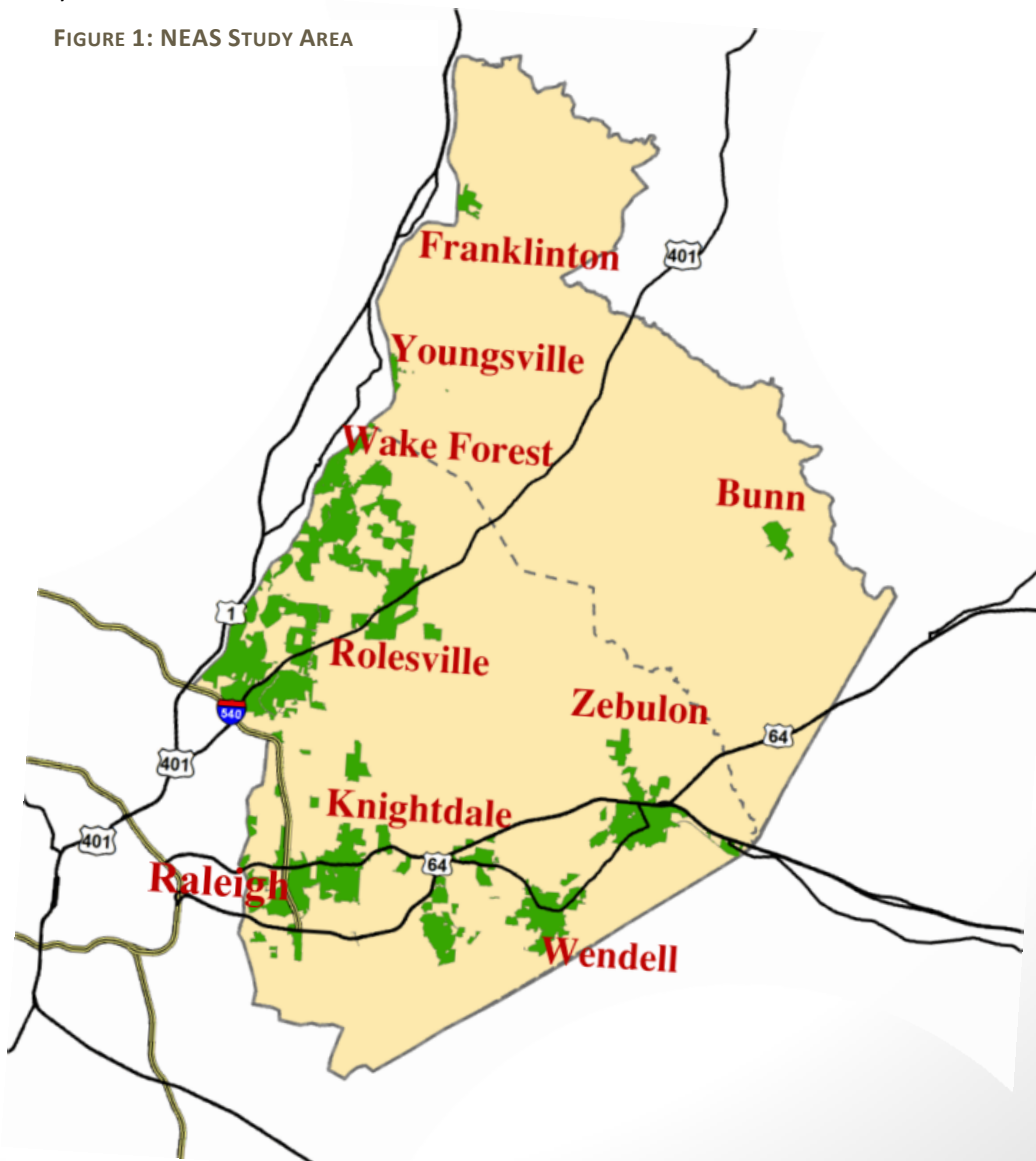 FIGURE 1: NEAS STUDY AREA
Franklinton
401
Youngsville
Wake Forest
Bunn
1
Rolesville
Zebulon
540
64
401
Knightdale
401
64
Raleigh
Wendell